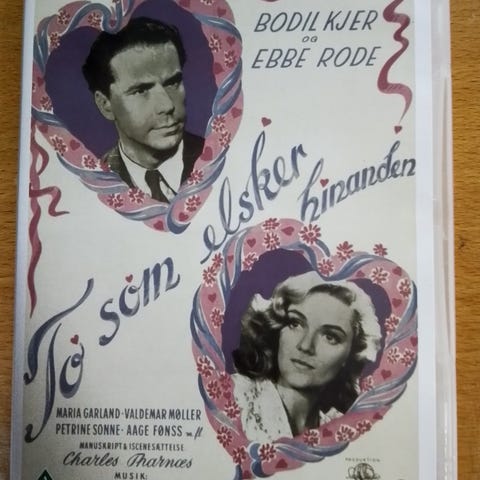 BODIL KJER
OG
EBBE RODE
To som elsker hinanden
MARIA GARLAND · VALDEMAR MØLLER
PETRINE SONNE · AAGE FØNSS m. fl
MANUSKRIPT & ISCENESÆTTELSE
Charles Tharnæs
MUSIK:
PRODUKTION